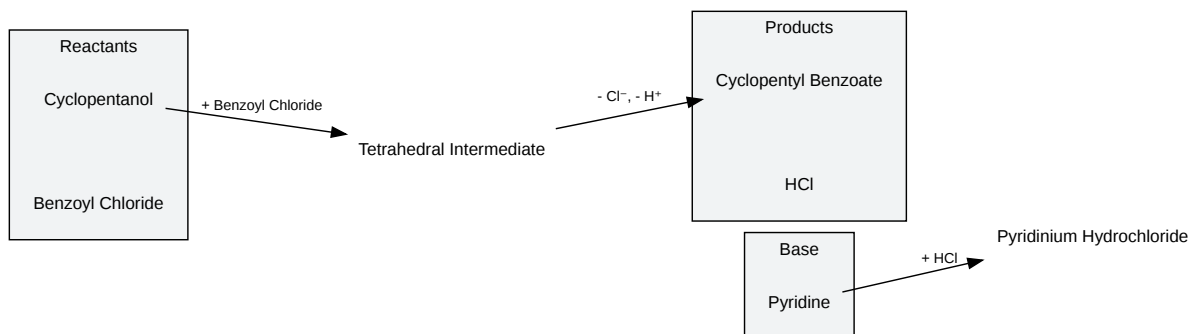 Reactants
Cyclopentanol
Benzoyl Chloride
+ Benzoyl Chloride
Tetrahedral Intermediate
- Cl⁻, - H⁺
Products
Cyclopentyl Benzoate
HCl
Base
Pyridine
+ HCl
Pyridinium Hydrochloride